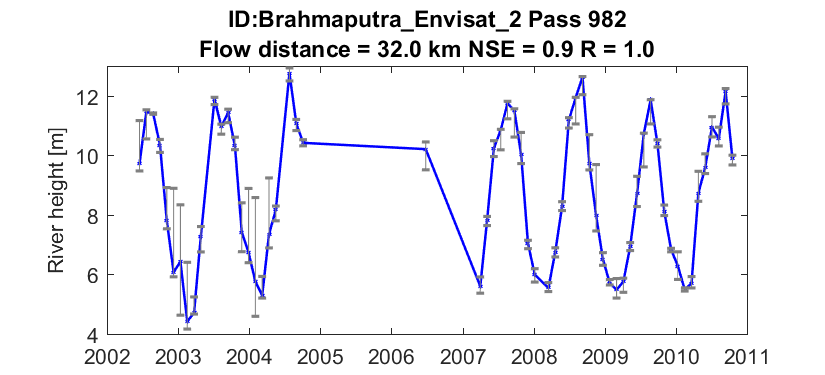 ID:Brahmaputra_Envisat_2 Pass 982
Flow distance = 32.0 km NSE = 0.9 R = 1.0
River height [m]
12
10
8
6
4
2002 2003 2004 2005 2006 2007 2008 2009 2010 2011